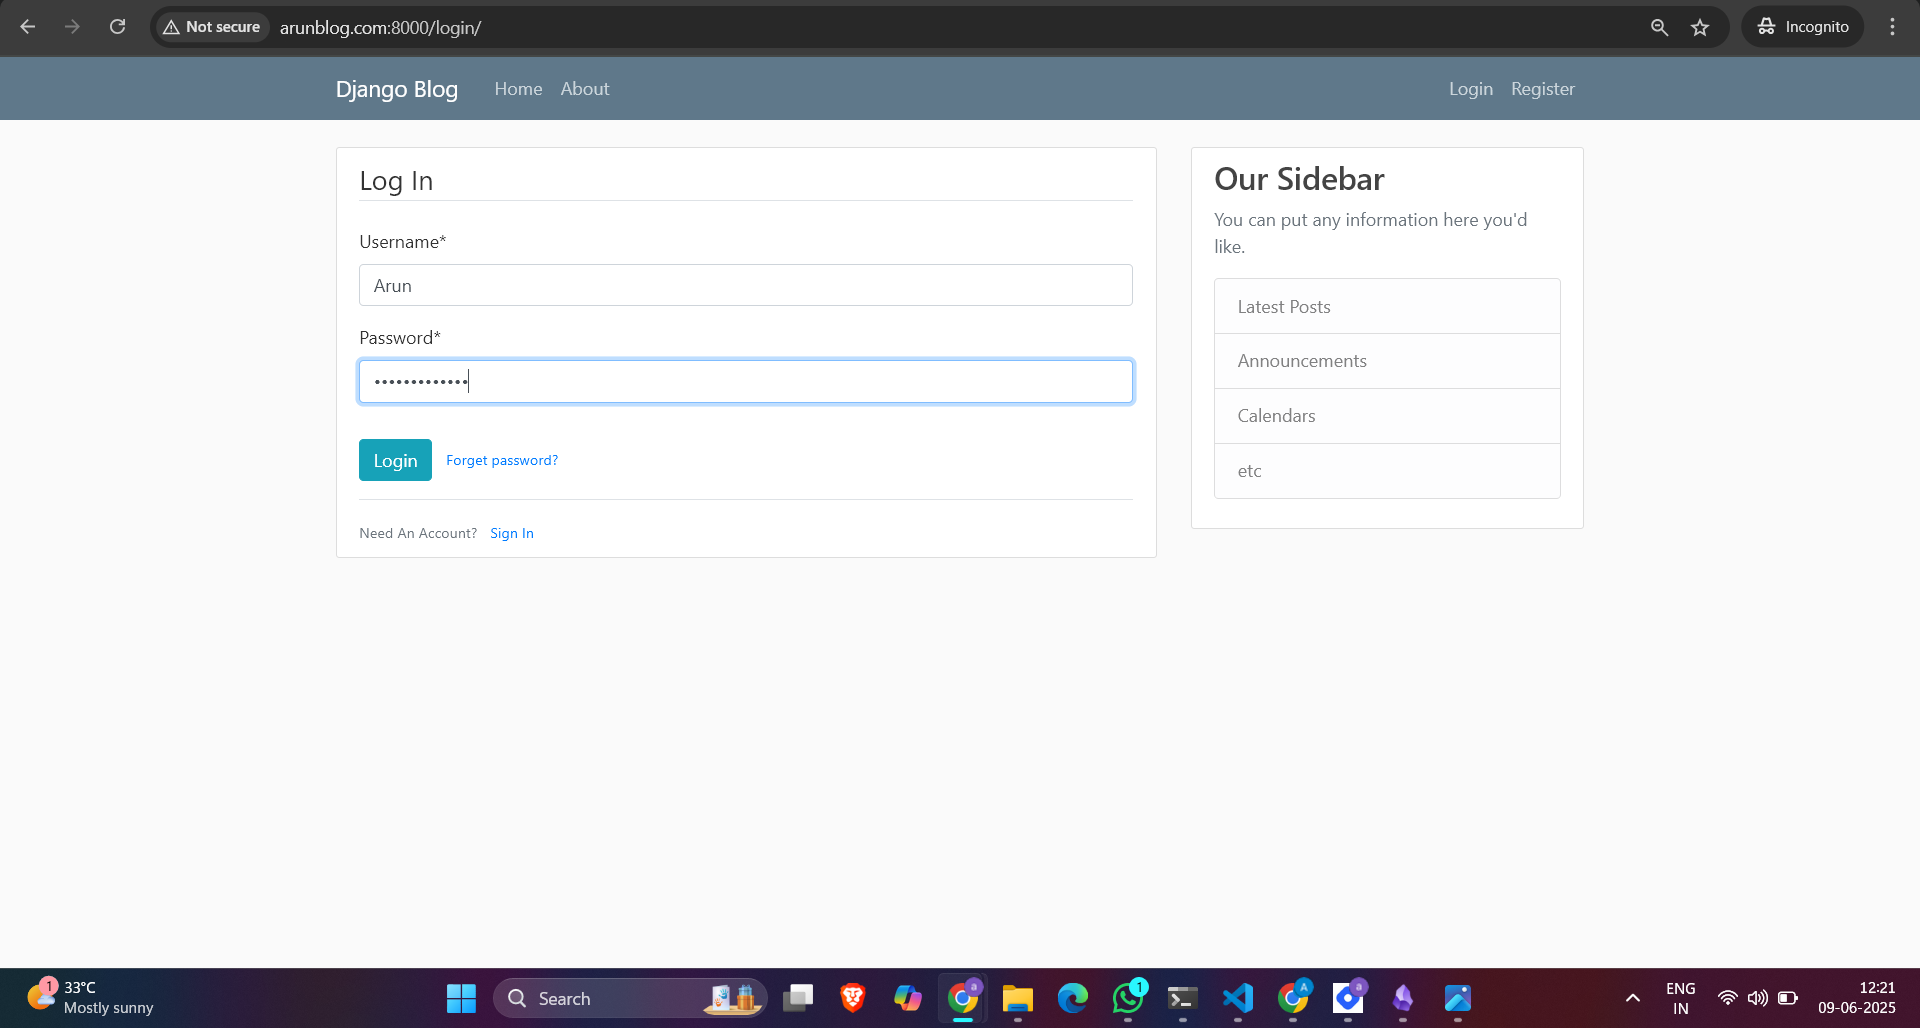 Not secure arunblog.com:8000/login/ Incognito
Django Blog Home About Login Register
Log In
Username*
Arun
Password*
•••••••••••••
Login Forget password?
Need An Account? Sign In
Our Sidebar
You can put any information here you'd
like.
Latest Posts
Announcements
Calendars
etc
1
33°C
Mostly sunny
Search
a
1
A
a
ENG
IN
12:21
09-06-2025